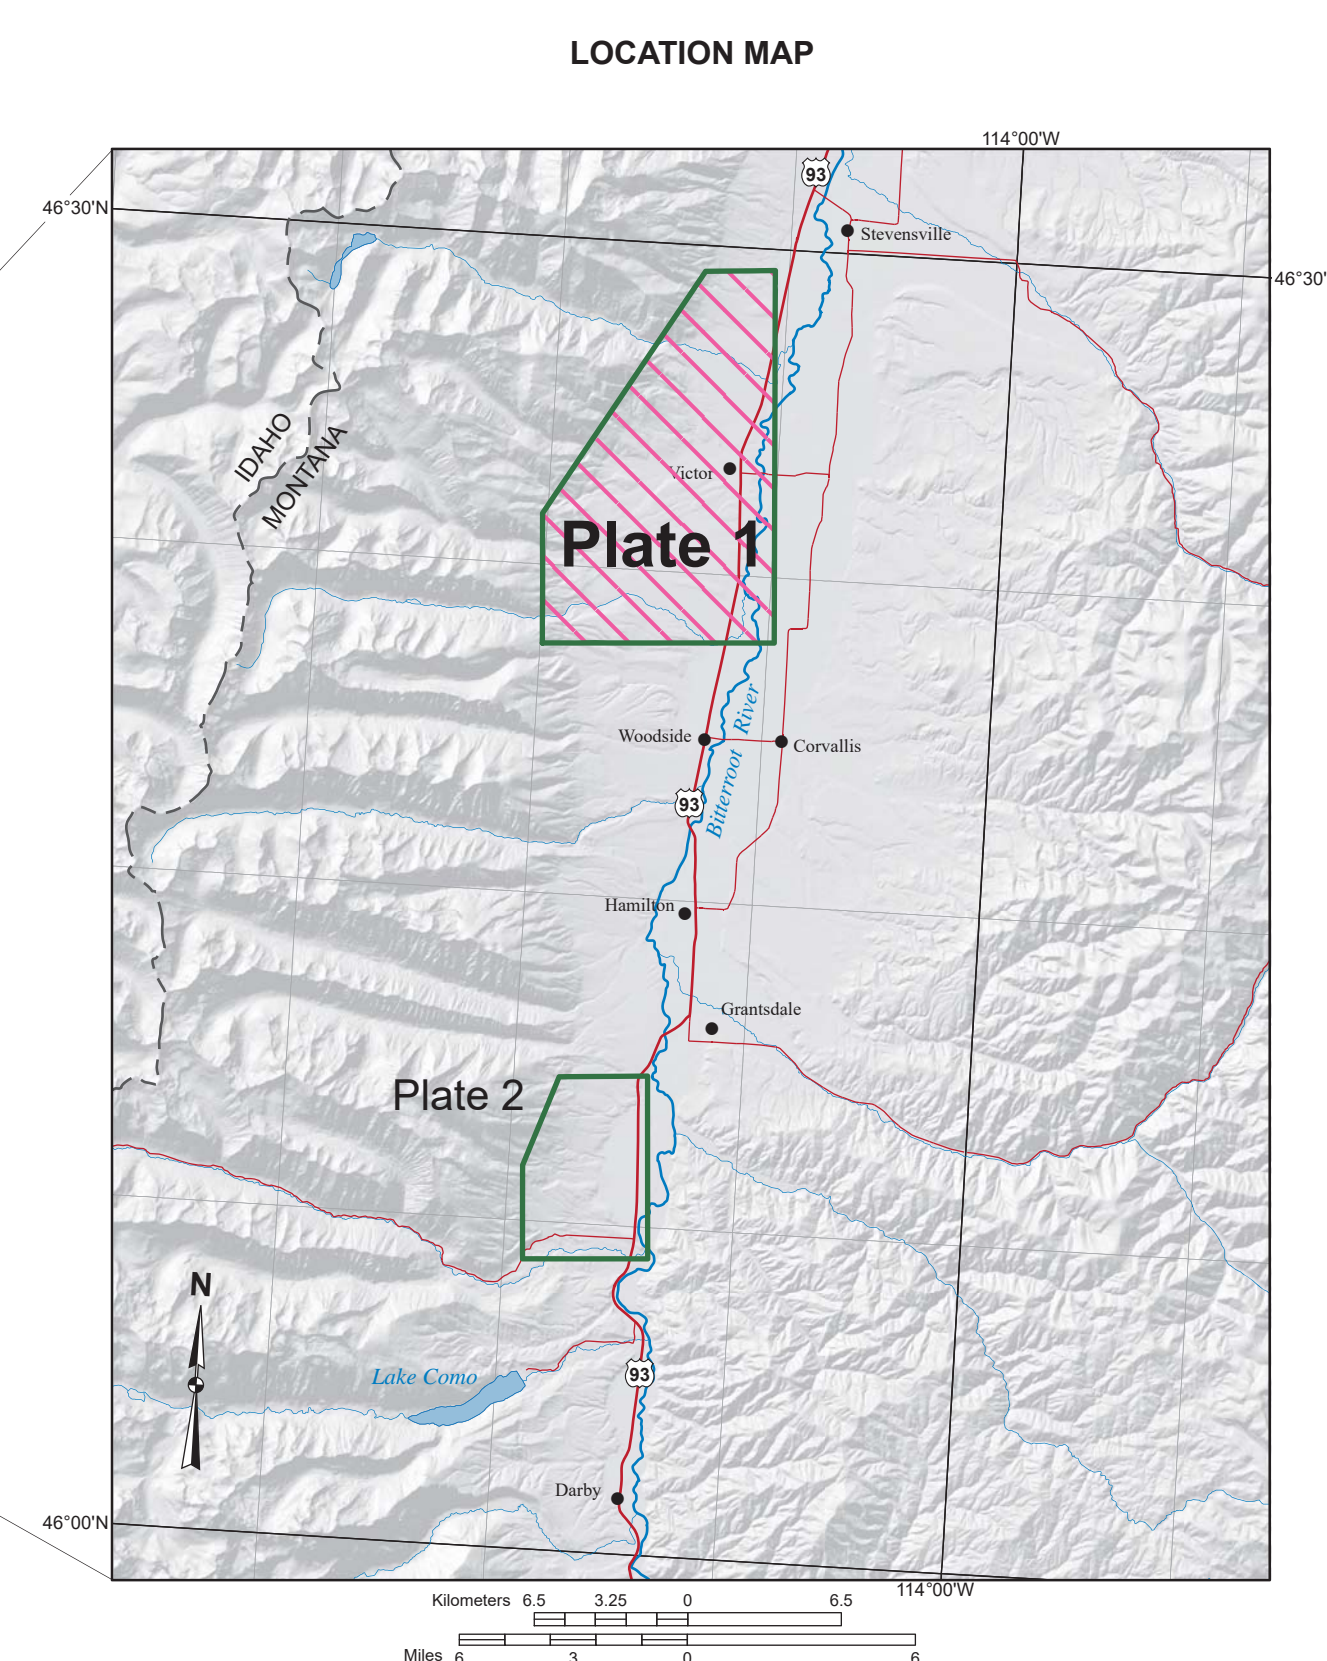 LOCATION MAP
114°00'W
93
46°30'N
Stevensville
46°30'
IDAHO
MONTANA
Victor
Plate 1
Woodside
Corvallis
Bitterroot River
93
Hamilton
Grantsdale
Plate 2
N
Lake Como
93
Darby
46°00'N
114°00'W
Kilometers 6.5 3.25 0 6.5
Miles 6 3 0 6